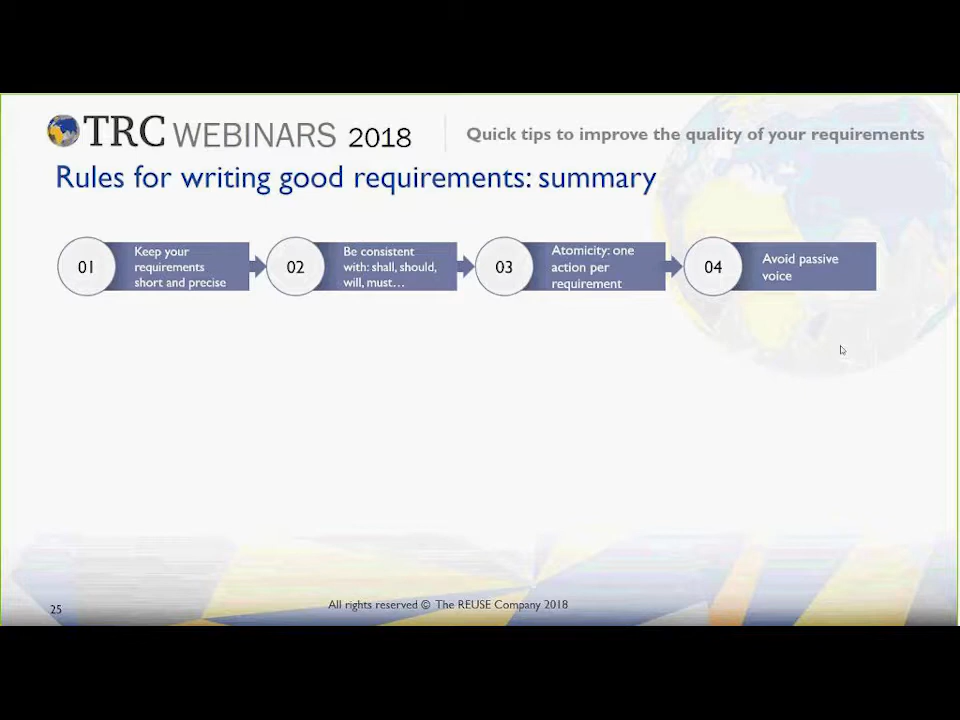 TRC WEBINARS 2018
Quick tips to improve the quality of your requirements
Rules for writing good requirements: summary
01
Keep your
requirements
short and precise
02
Be consistent
with: shall, should,
will, must...
03
Atomicity: one
action per
requirement
04
Avoid passive
voice
25
All rights reserved © The REUSE Company 2018